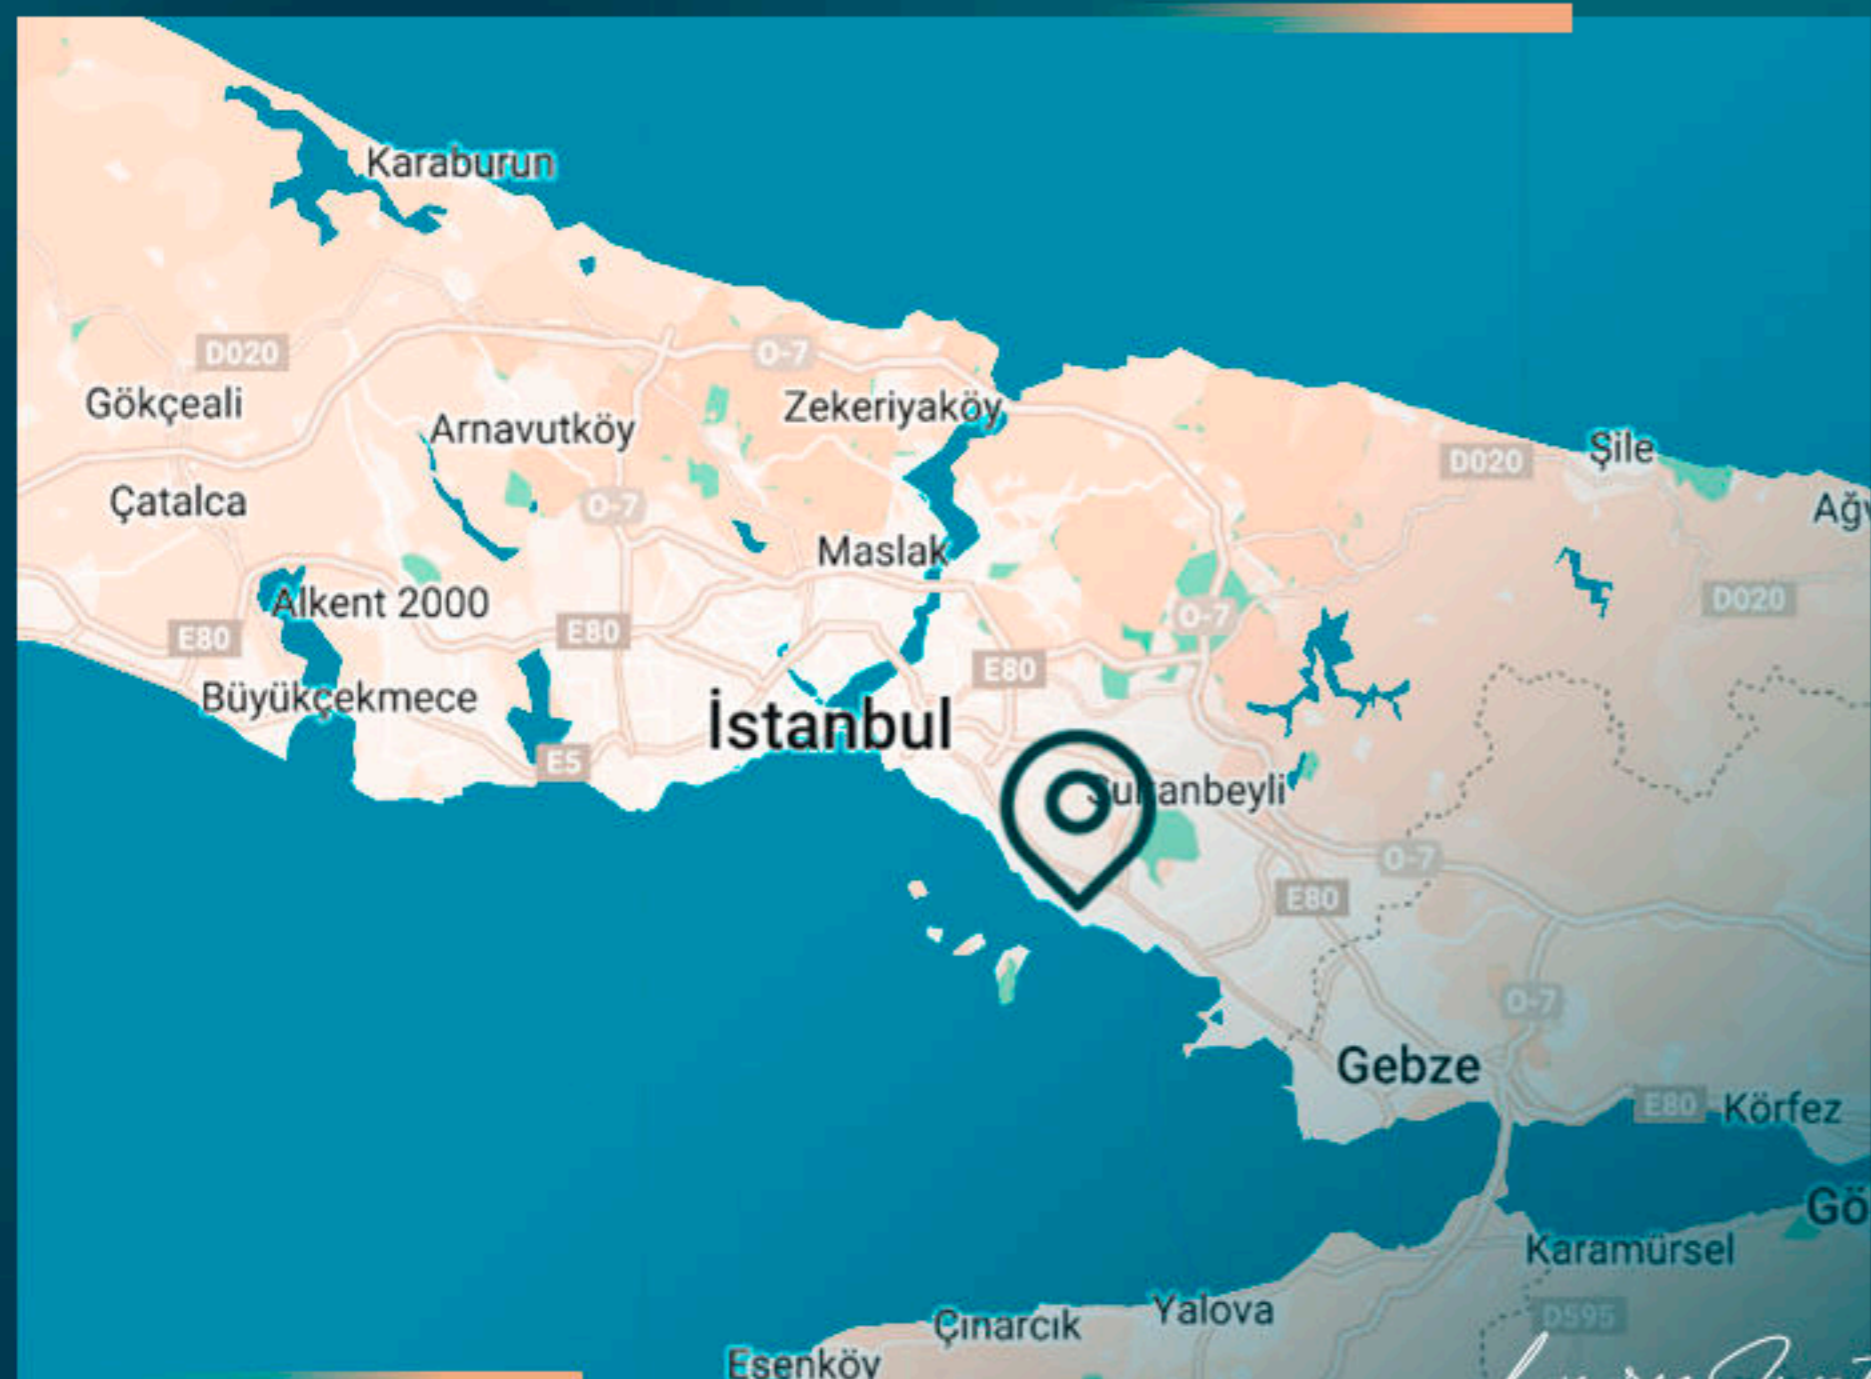 Karaburun
D020
O-7
Gökçeali
Zekeriyaköy
Arnavutköy
Şile
D020
Çatalca
O-7
Maslak
Alkent 2000
D020
E80
E80
O-7
E80
Büyükçekmece
İstanbul
E5
Sultanbeyli
O-7
E80
O-7
Gebze
E80
Körfez
Karamürsel
Yalova
D595
Çınarcık
Esenköy